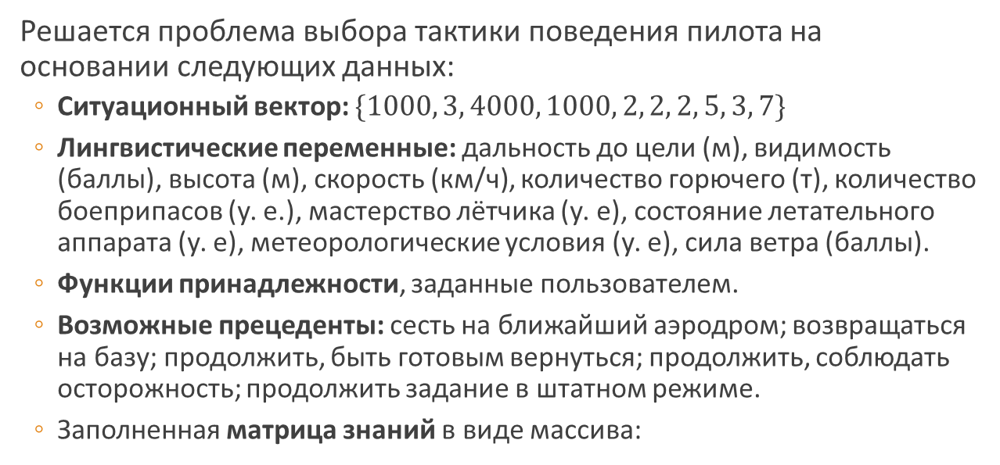 Решается проблема выбора тактики поведения пилота на
основании следующих данных:
◦ Ситуационный вектор: {1000, 3, 4000, 1000, 2, 2, 2, 5, 3, 7}
◦ Лингвистические переменные: дальность до цели (м), видимость
(баллы), высота (м), скорость (км/ч), количество горючего (т), количество
боеприпасов (у. е.), мастерство лётчика (у. е), состояние летательного
аппарата (у. е), метеорологические условия (у. е), сила ветра (баллы).
◦ Функции принадлежности, заданные пользователем.
◦ Возможные прецеденты: сесть на ближайший аэродром; возвращаться
на базу; продолжить, быть готовым вернуться; продолжить, соблюдать
осторожность; продолжить задание в штатном режиме.
◦ Заполненная матрица знаний в виде массива: